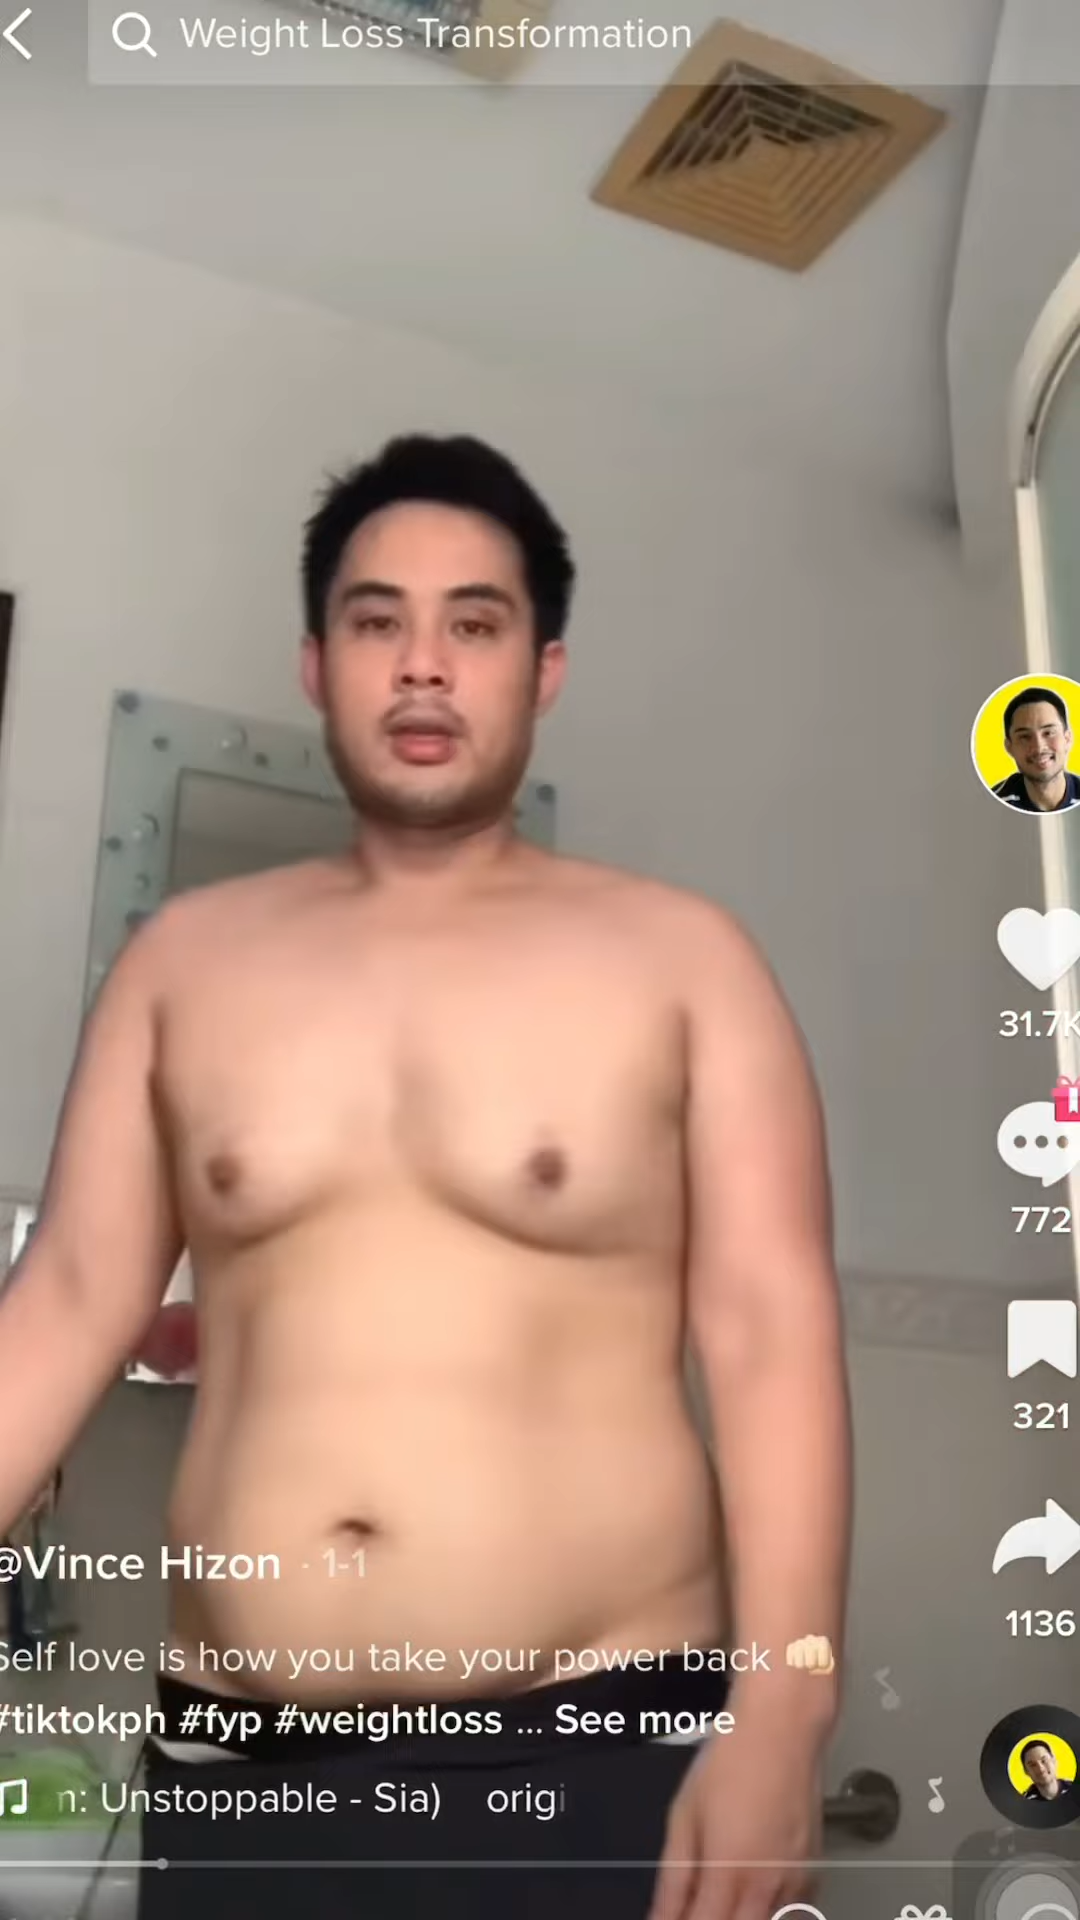 Weight Loss Transformation
31.7K
772
321
1136
@Vince Hizon · 1-1
Self love is how you take your power back 👊🏻
#tiktokph #fyp #weightloss ... See more
n: Unstoppable - Sia) origi